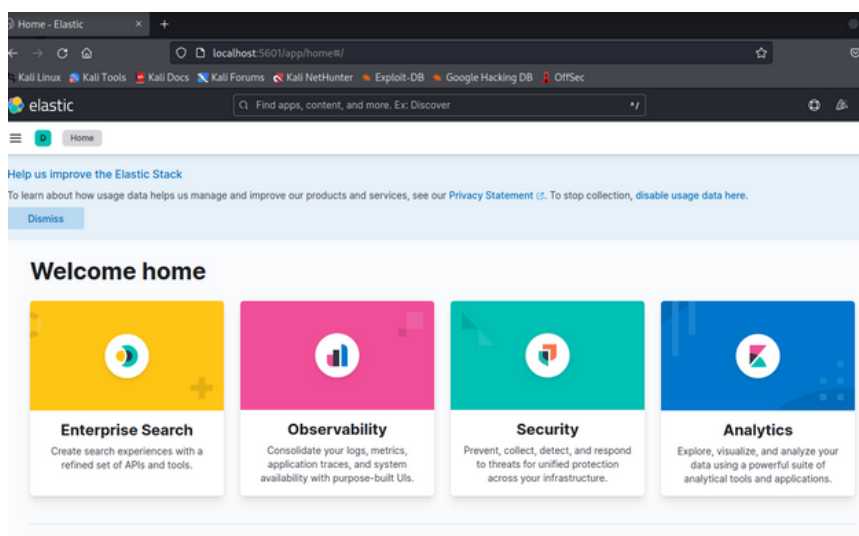 Home - Elastic × +
localhost:5601/app/home#/
Kali Linux Kali Tools Kali Docs Kali Forums Kali NetHunter Exploit-DB Google Hacking DB OffSec
elastic Find apps, content, and more. Ex: Discover ^/
D Home
Help us improve the Elastic Stack
To learn about how usage data helps us manage and improve our products and services, see our Privacy Statement. To stop collection, disable usage data here.
Dismiss
Welcome home
Enterprise Search
Create search experiences with a
refined set of APIs and tools.
Observability
Consolidate your logs, metrics,
application traces, and system
availability with purpose-built UIs.
Security
Prevent, collect, detect, and respond
to threats for unified protection
across your infrastructure.
Analytics
Explore, visualize, and analyze your
data using a powerful suite of
analytical tools and applications.